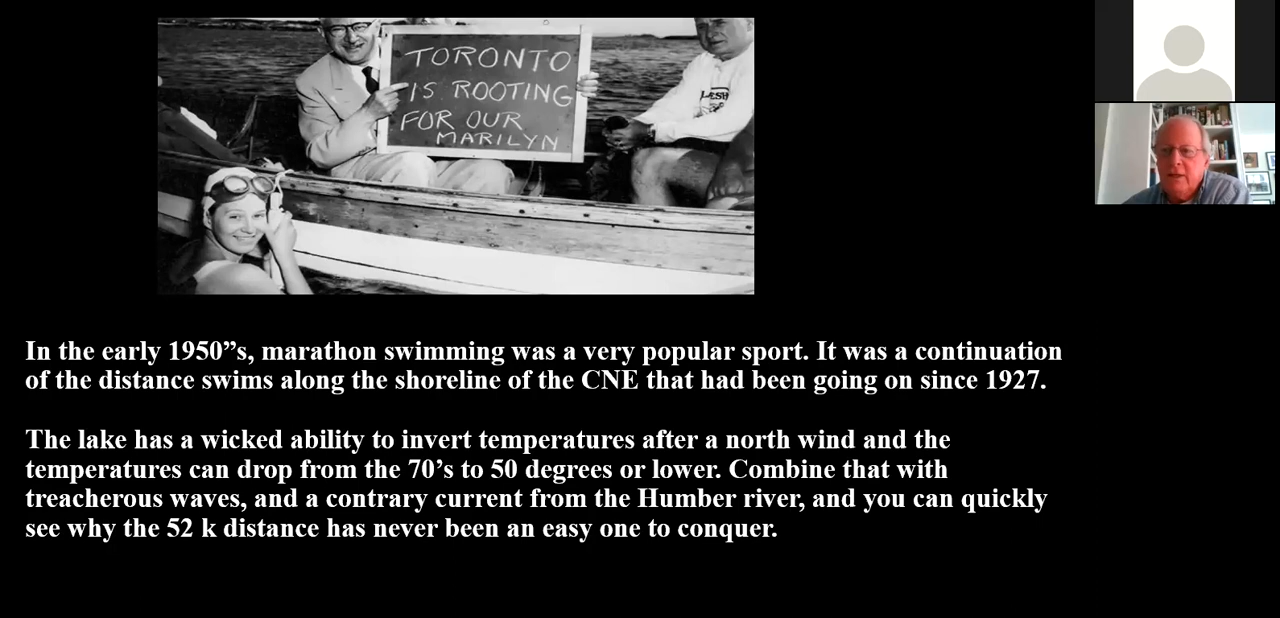 TORONTO
IS ROOTING
FOR OUR
MARILYN
In the early 1950”s, marathon swimming was a very popular sport. It was a continuation
of the distance swims along the shoreline of the CNE that had been going on since 1927.
The lake has a wicked ability to invert temperatures after a north wind and the
temperatures can drop from the 70’s to 50 degrees or lower. Combine that with
treacherous waves, and a contrary current from the Humber river, and you can quickly
see why the 52 k distance has never been an easy one to conquer.